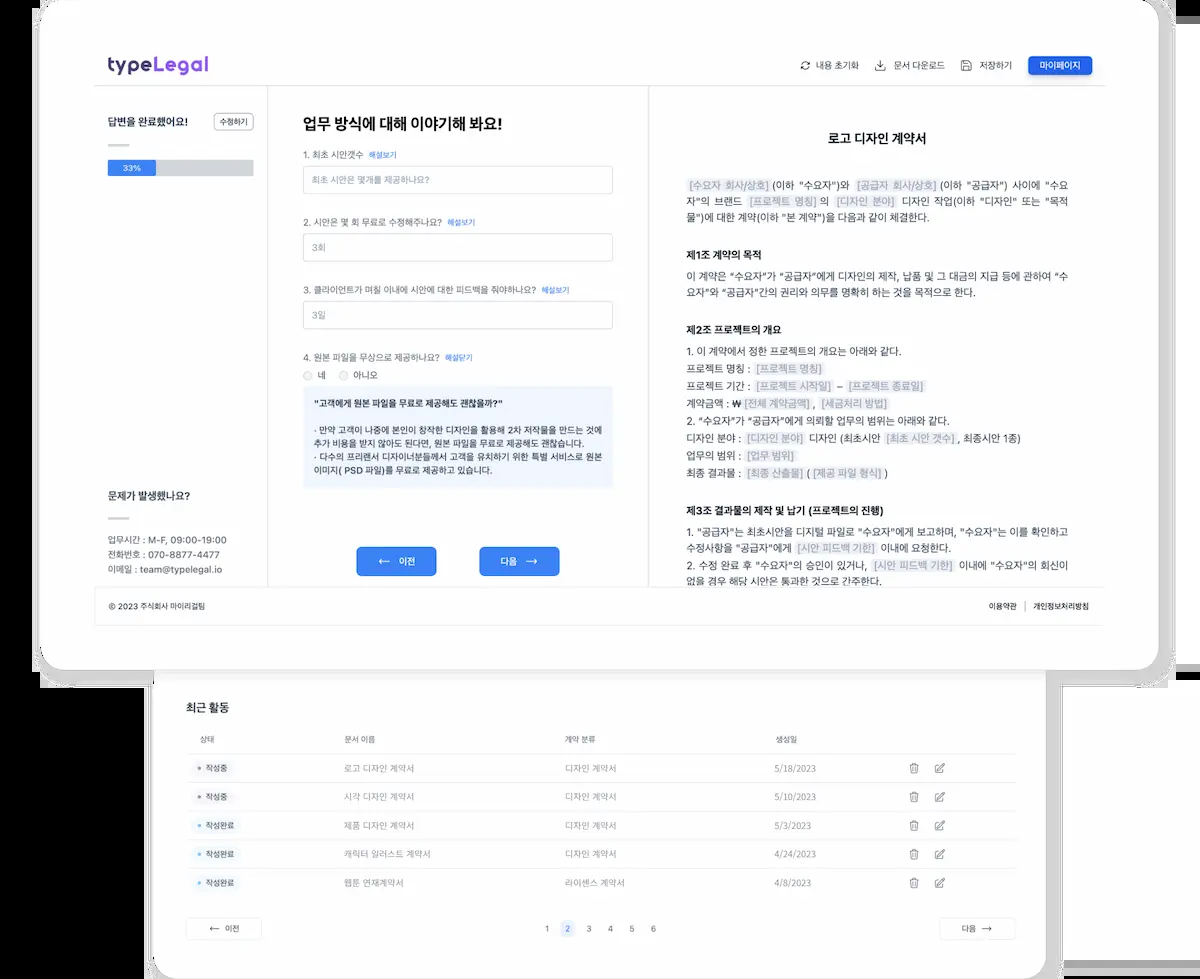 typeLegal
내용 초기화
문서 다운로드
저장하기
마이페이지
답변을 완료했어요!
수정하기
33%
문제가 발생했나요?
업무시간 : M-F, 09:00-19:00
전화번호 : 070-8877-4477
이메일 : team@typelegal.io
업무 방식에 대해 이야기해 봐요!
1. 최초 시안갯수 해설보기
최초 시안은 몇개를 제공하나요?
2. 시안은 몇 회 무료로 수정해주나요? 해설보기
3회
3. 클라이언트가 며칠 이내에 시안에 대한 피드백을 줘야하나요? 해설보기
3일
4. 원본 파일을 무상으로 제공하나요? 해설닫기
네 아니오
"고객에게 원본 파일을 무료로 제공해도 괜찮을까?"
· 만약 고객이 나중에 본인이 창작한 디자인을 활용해 2차 저작물을 만드는 것에
추가 비용을 받지 않아도 된다면, 원본 파일을 무료로 제공해도 괜찮습니다.
· 다수의 프리랜서 디자이너분들께서 고객을 유치하기 위한 특별 서비스로 원본
이미지( PSD 파일)를 무료로 제공하고 있습니다.
← 이전
다음 →
로고 디자인 계약서
[수요자 회사/상호] (이하 "수요자")와 [공급자 회사/상호] (이하 "공급자") 사이에 "수요
자"의 브랜드 [프로젝트 명칭] 의 [디자인 분야] 디자인 작업(이하 "디자인" 또는 "목적
물")에 대한 계약(이하 "본 계약")을 다음과 같이 체결한다.
제1조 계약의 목적
이 계약은 “수요자”가 “공급자”에게 디자인의 제작, 납품 및 그 대금의 지급 등에 관하여 “수
요자”와 “공급자”간의 권리와 의무를 명확히 하는 것을 목적으로 한다.
제2조 프로젝트의 개요
1. 이 계약에서 정한 프로젝트의 개요는 아래와 같다.
프로젝트 명칭 : [프로젝트 명칭]
프로젝트 기간 : [프로젝트 시작일] – [프로젝트 종료일]
계약금액 : ₩ [전체 계약금액] , [세금처리 방법]
2. “수요자”가 “공급자”에게 의뢰할 업무의 범위는 아래와 같다.
디자인 분야 : [디자인 분야] 디자인 (최초시안 [최초 시안 갯수] , 최종시안 1종)
업무의 범위 : [업무 범위]
최종 결과물 : [최종 산출물] ( [제공 파일 형식] )
제3조 결과물의 제작 및 납기 (프로젝트의 진행)
1. "공급자"는 최초시안을 디지털 파일로 "수요자"에게 보고하며, "수요자"는 이를 확인하고
수정사항을 "공급자"에게 [시안 피드백 기한] 이내에 요청한다.
2. 수정 완료 후 "수요자"의 승인이 있거나, [시안 피드백 기한] 이내에 "수요자"의 회신이
없을 경우 해당 시안은 통과한 것으로 간주한다.
© 2023 주식회사 마이리걸팀
이용약관 | 개인정보처리방침
최근 활동
상태 문서 이름 계약 분류 생성일
작성중 로고 디자인 계약서 디자인 계약서 5/18/2023
작성중 시각 디자인 계약서 디자인 계약서 5/10/2023
작성완료 제품 디자인 계약서 디자인 계약서 5/3/2023
작성완료 캐릭터 일러스트 계약서 디자인 계약서 4/24/2023
작성완료 웹툰 연재계약서 라이센스 계약서 4/8/2023
← 이전
1 2 3 4 5 6
다음 →